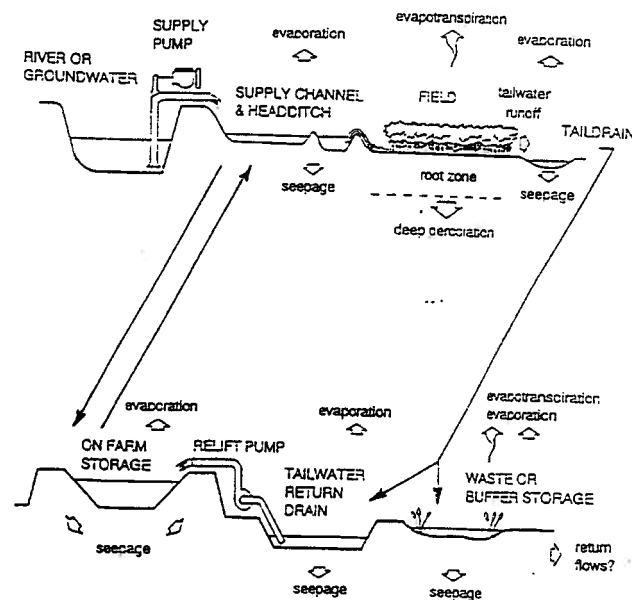 evapotranspiration
evaporation
evaporation
SUPPLY
PUMP
RIVER OR
GROUNDWATER
SUPPLY CHANNEL
& HEADDITCH
FIELD
tailwater
runoff
TAILDRAIN
root zone
seepage
seepage
deep percolation
evapotranspiration
evaporation
evaporation
evaporation
ON FARM
STORAGE
RELIFT PUMP
TAILWATER
RETURN
DRAIN
WASTE OR
BUFFER STORAGE
seepage
return
flows?
seepage
seepage